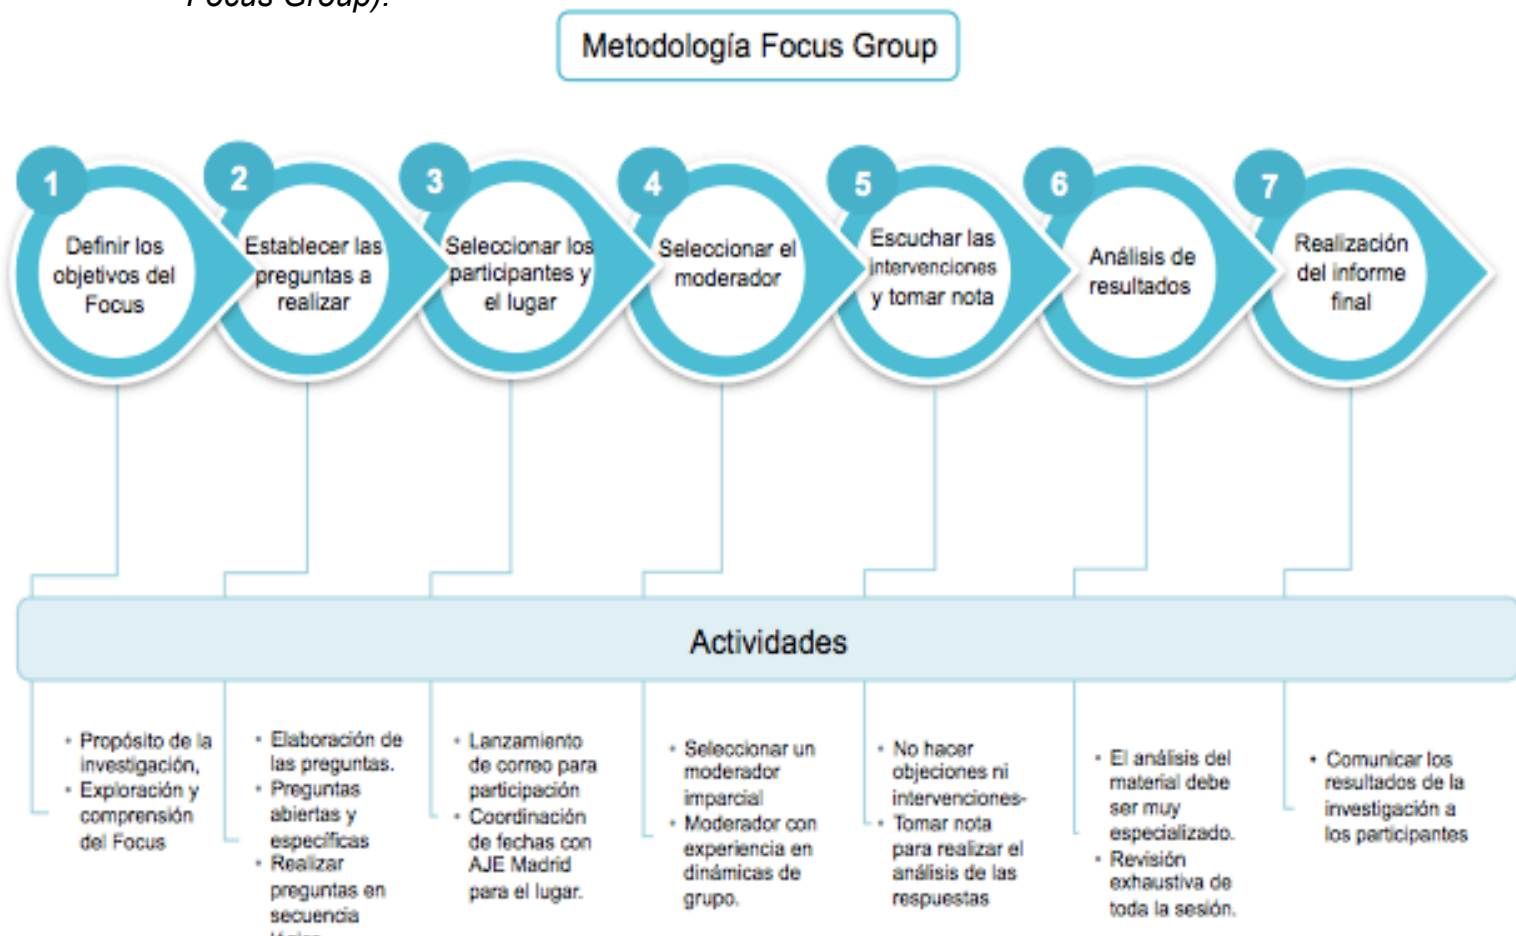 Focus Group).
Metodología Focus Group
1
Definir los
objetivos del
Focus
2
Establecer las
preguntas a
realizar
3
Seleccionar los
participantes y
el lugar
4
Seleccionar el
moderador
5
Escuchar las
intervenciones
y tomar nota
6
Análisis de
resultados
7
Realización
del informe
final
Actividades
• Propósito de la
investigación,
• Exploración y
comprensión
del Focus
• Elaboración de
las preguntas.
• Preguntas
abiertas y
específicas
• Realizar
preguntas en
secuencia
• Lanzamiento
de correo para
participación
• Coordinación
de fechas con
AJE Madrid
para el lugar.
• Seleccionar un
moderador
imparcial
• Moderador con
experiencia en
dinámicas de
grupo.
• No hacer
objeciones ni
intervenciones-
• Tomar nota
para realizar el
análisis de las
respuestas
• El análisis del
material debe
ser muy
especializado.
• Revisión
exhaustiva de
toda la sesión.
• Comunicar los
resultados de la
investigación a
los participantes